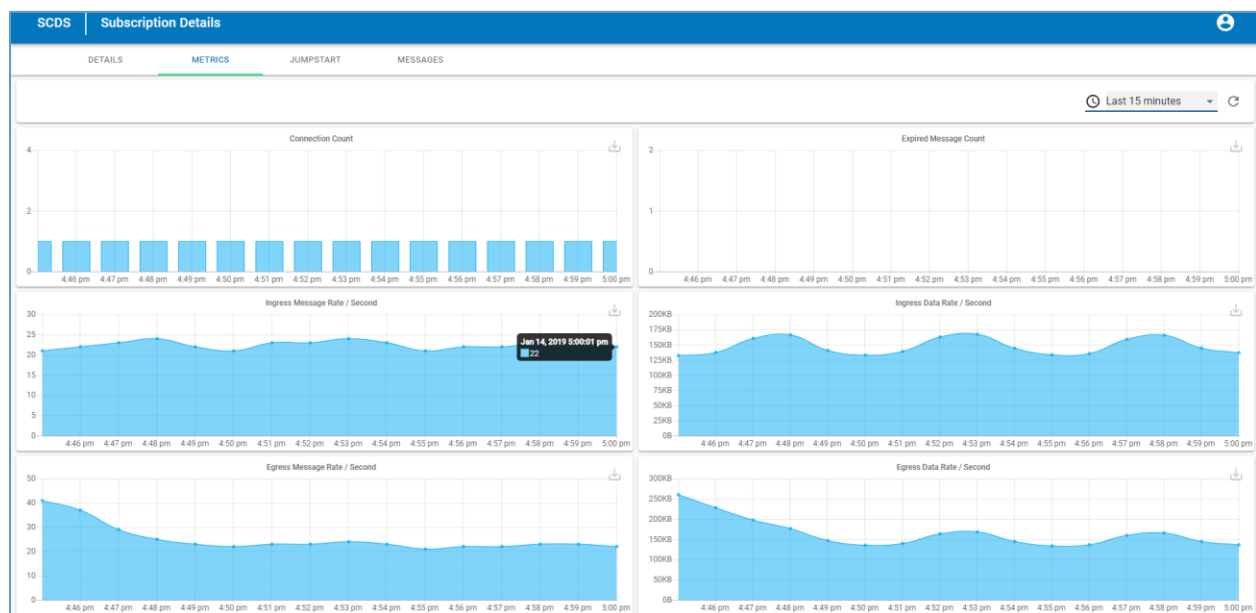 SCDS Subscription Details
DETAILS METRICS JUMPSTART MESSAGES
Last 15 minutes
Connection Count
4
2
0
4:46 pm 4:47 pm 4:48 pm 4:49 pm 4:50 pm 4:51 pm 4:52 pm 4:53 pm 4:54 pm 4:55 pm 4:56 pm 4:57 pm 4:58 pm 4:59 pm 5:00 pm
Expired Message Count
2
1
0
4:46 pm 4:47 pm 4:48 pm 4:49 pm 4:50 pm 4:51 pm 4:52 pm 4:53 pm 4:54 pm 4:55 pm 4:56 pm 4:57 pm 4:58 pm 4:59 pm 5:00 pm
Ingress Message Rate / Second
30
25
20
15
10
5
0
Jan 14, 2019 5:00:01 pm
22
4:46 pm 4:47 pm 4:48 pm 4:49 pm 4:50 pm 4:51 pm 4:52 pm 4:53 pm 4:54 pm 4:55 pm 4:56 pm 4:57 pm 4:58 pm 4:59 pm 5:00 pm
Ingress Data Rate / Second
200KB
175KB
150KB
125KB
100KB
75KB
50KB
25KB
0B
4:46 pm 4:47 pm 4:48 pm 4:49 pm 4:50 pm 4:51 pm 4:52 pm 4:53 pm 4:54 pm 4:55 pm 4:56 pm 4:57 pm 4:58 pm 4:59 pm 5:00 pm
Egress Message Rate / Second
50
40
30
20
10
0
4:46 pm 4:47 pm 4:48 pm 4:49 pm 4:50 pm 4:51 pm 4:52 pm 4:53 pm 4:54 pm 4:55 pm 4:56 pm 4:57 pm 4:58 pm 4:59 pm 5:00 pm
Egress Data Rate / Second
300KB
250KB
200KB
150KB
100KB
50KB
0B
4:46 pm 4:47 pm 4:48 pm 4:49 pm 4:50 pm 4:51 pm 4:52 pm 4:53 pm 4:54 pm 4:55 pm 4:56 pm 4:57 pm 4:58 pm 4:59 pm 5:00 pm